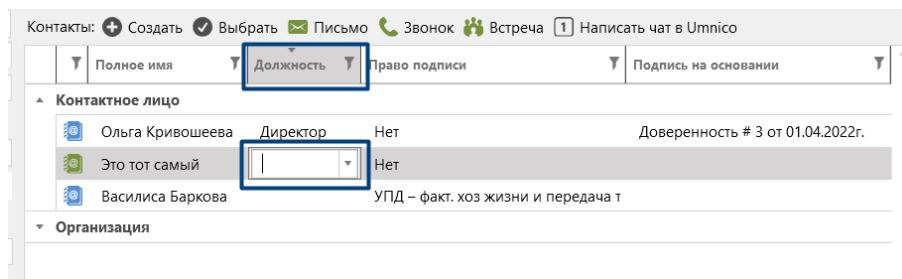 Контакты: Создать Выбрать Письмо Звонок Встреча 1 Написать чат в Umnico
Полное имя Должность Право подписи Подпись на основании
Контактное лицо
Ольга Кривошеева Директор Нет Доверенность # 3 от 01.04.2022г.
Это тот самый Нет
Василиса Баркова УПД – факт. хоз жизни и передача т
Организация